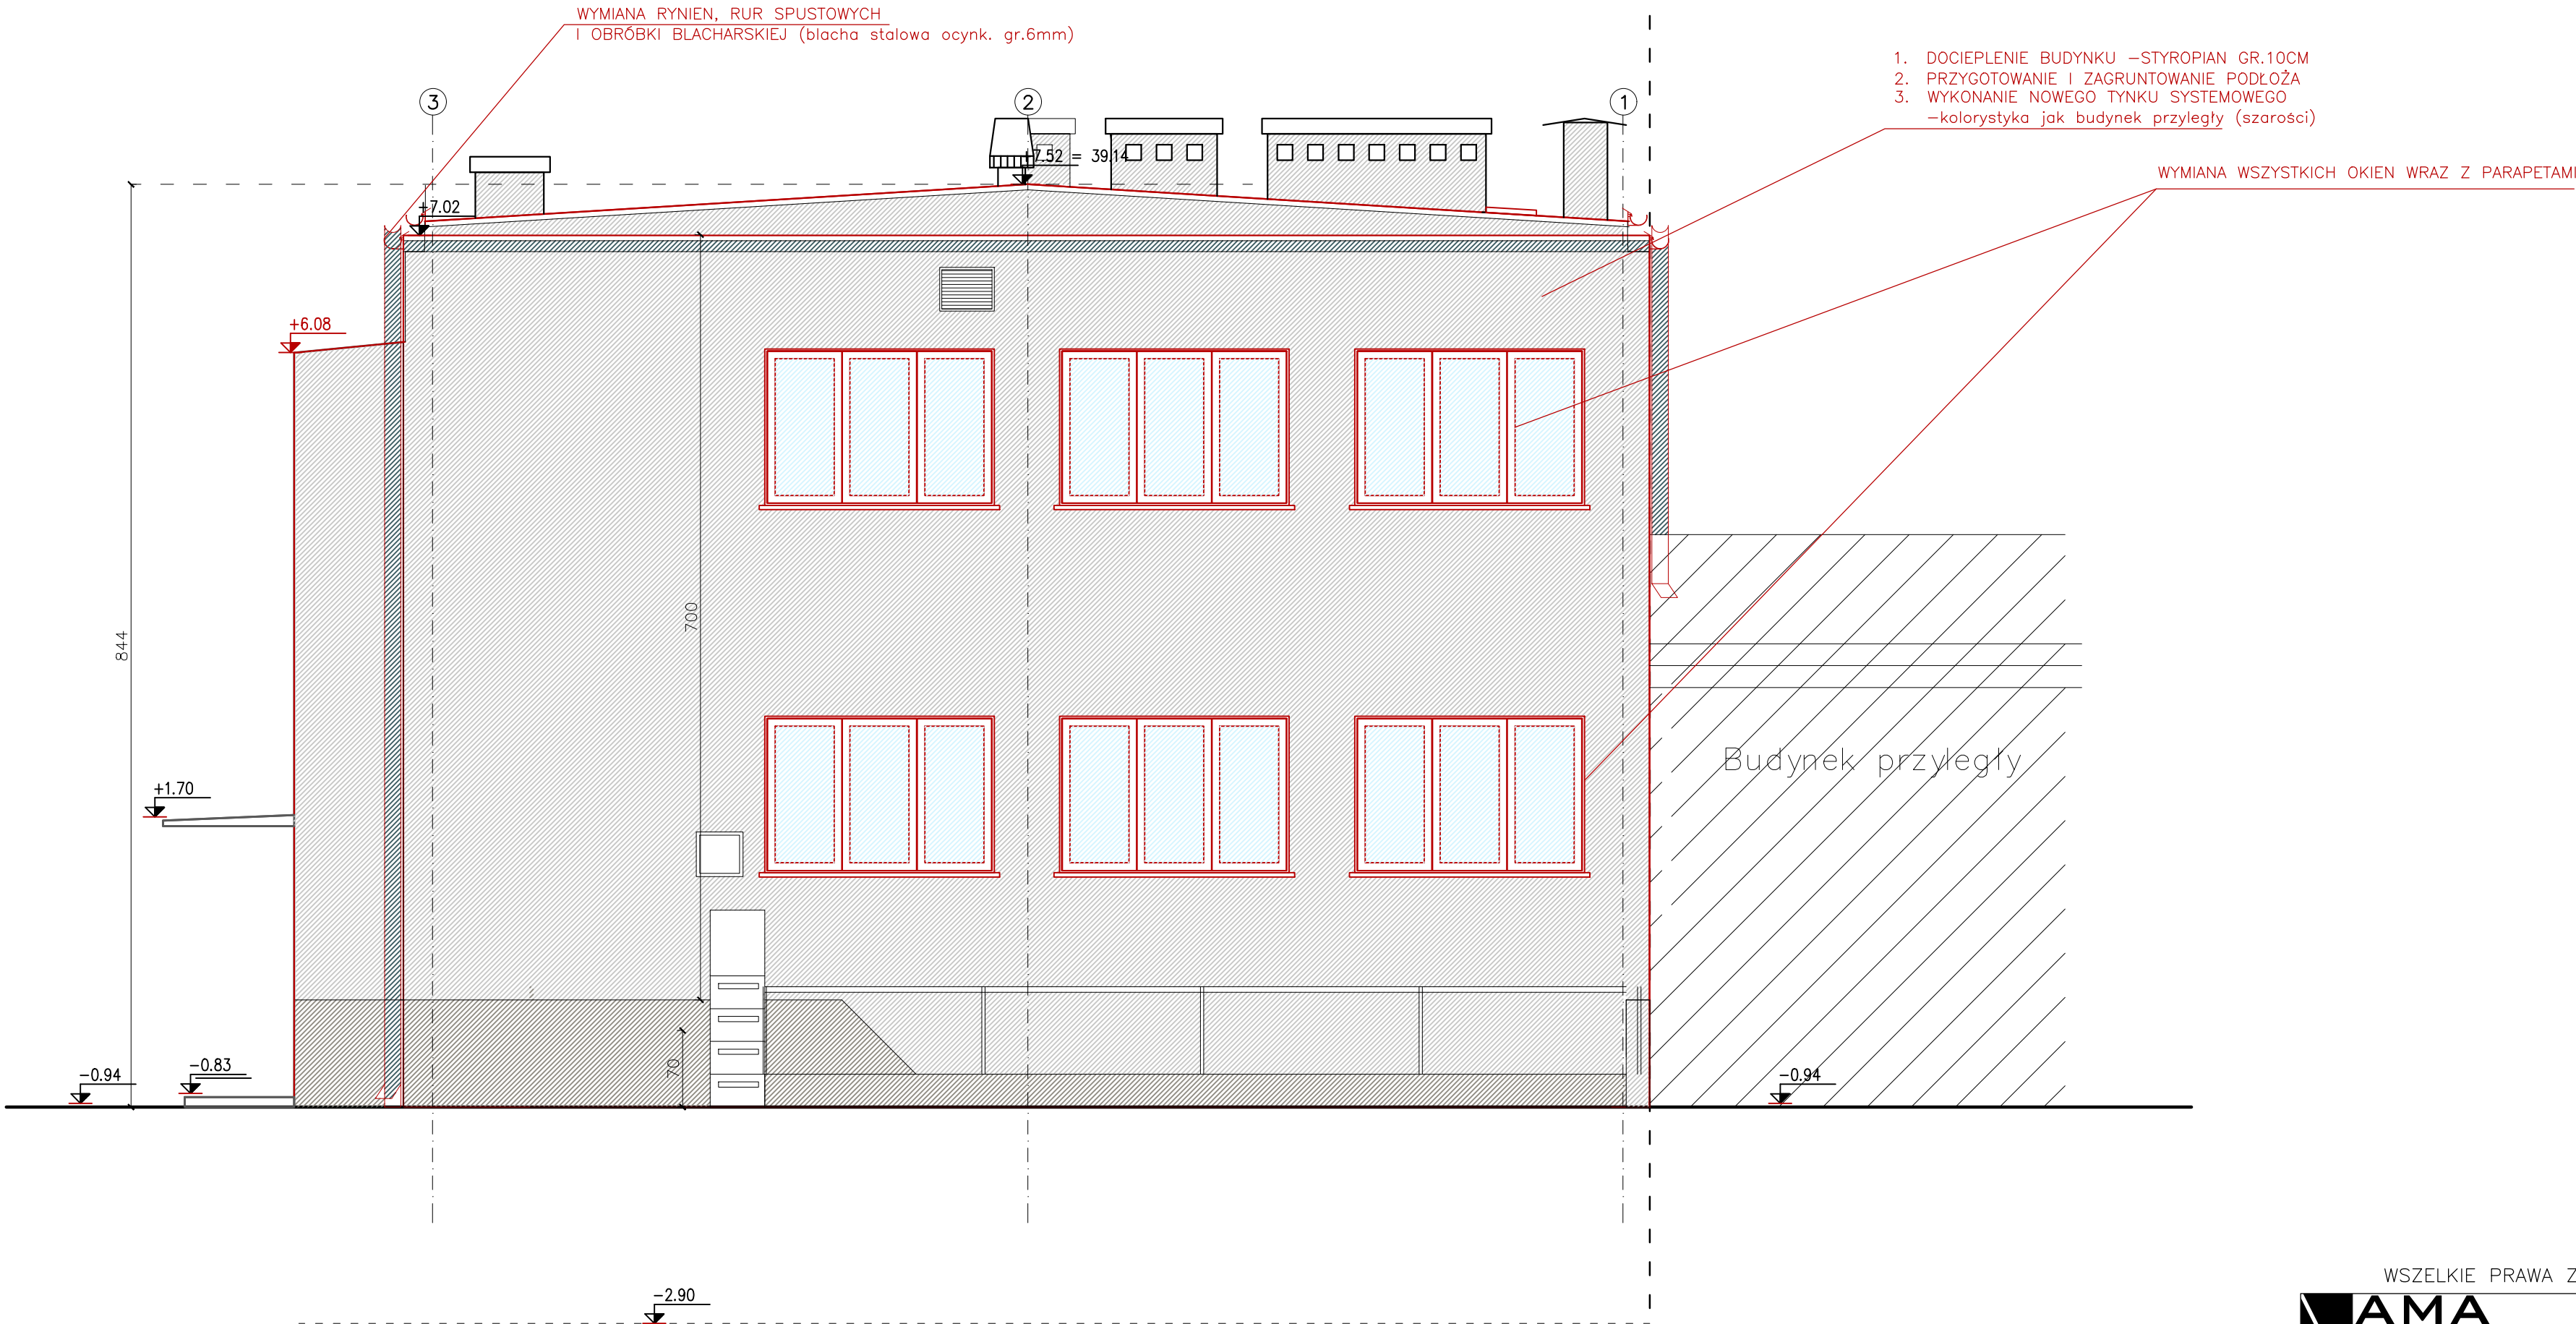 WYMIANA RYNIEN, RUR SPUSTOWYCH
I OBRÓBKI BLACHARSKIEJ (blacha stalowa ocynk. gr.6mm)
1. DOCIEPLENIE BUDYNKU –STYROPIAN GR.10CM
2. PRZYGOTOWANIE I ZAGRUNTOWANIE PODŁOŻA
3. WYKONANIE NOWEGO TYNKU SYSTEMOWEGO
–kolorystyka jak budynek przyległy (szarości)
WYMIANA WSZYSTKICH OKIEN WRAZ Z PARAPETAMI
3
2
1
+7.52 = 39.14
+7.02
+6.08
700
844
Budynek przyległy
+1.70
70
-0.83
-0.94
-0.94
-2.90
WSZELKIE PRAWA Z
AMA